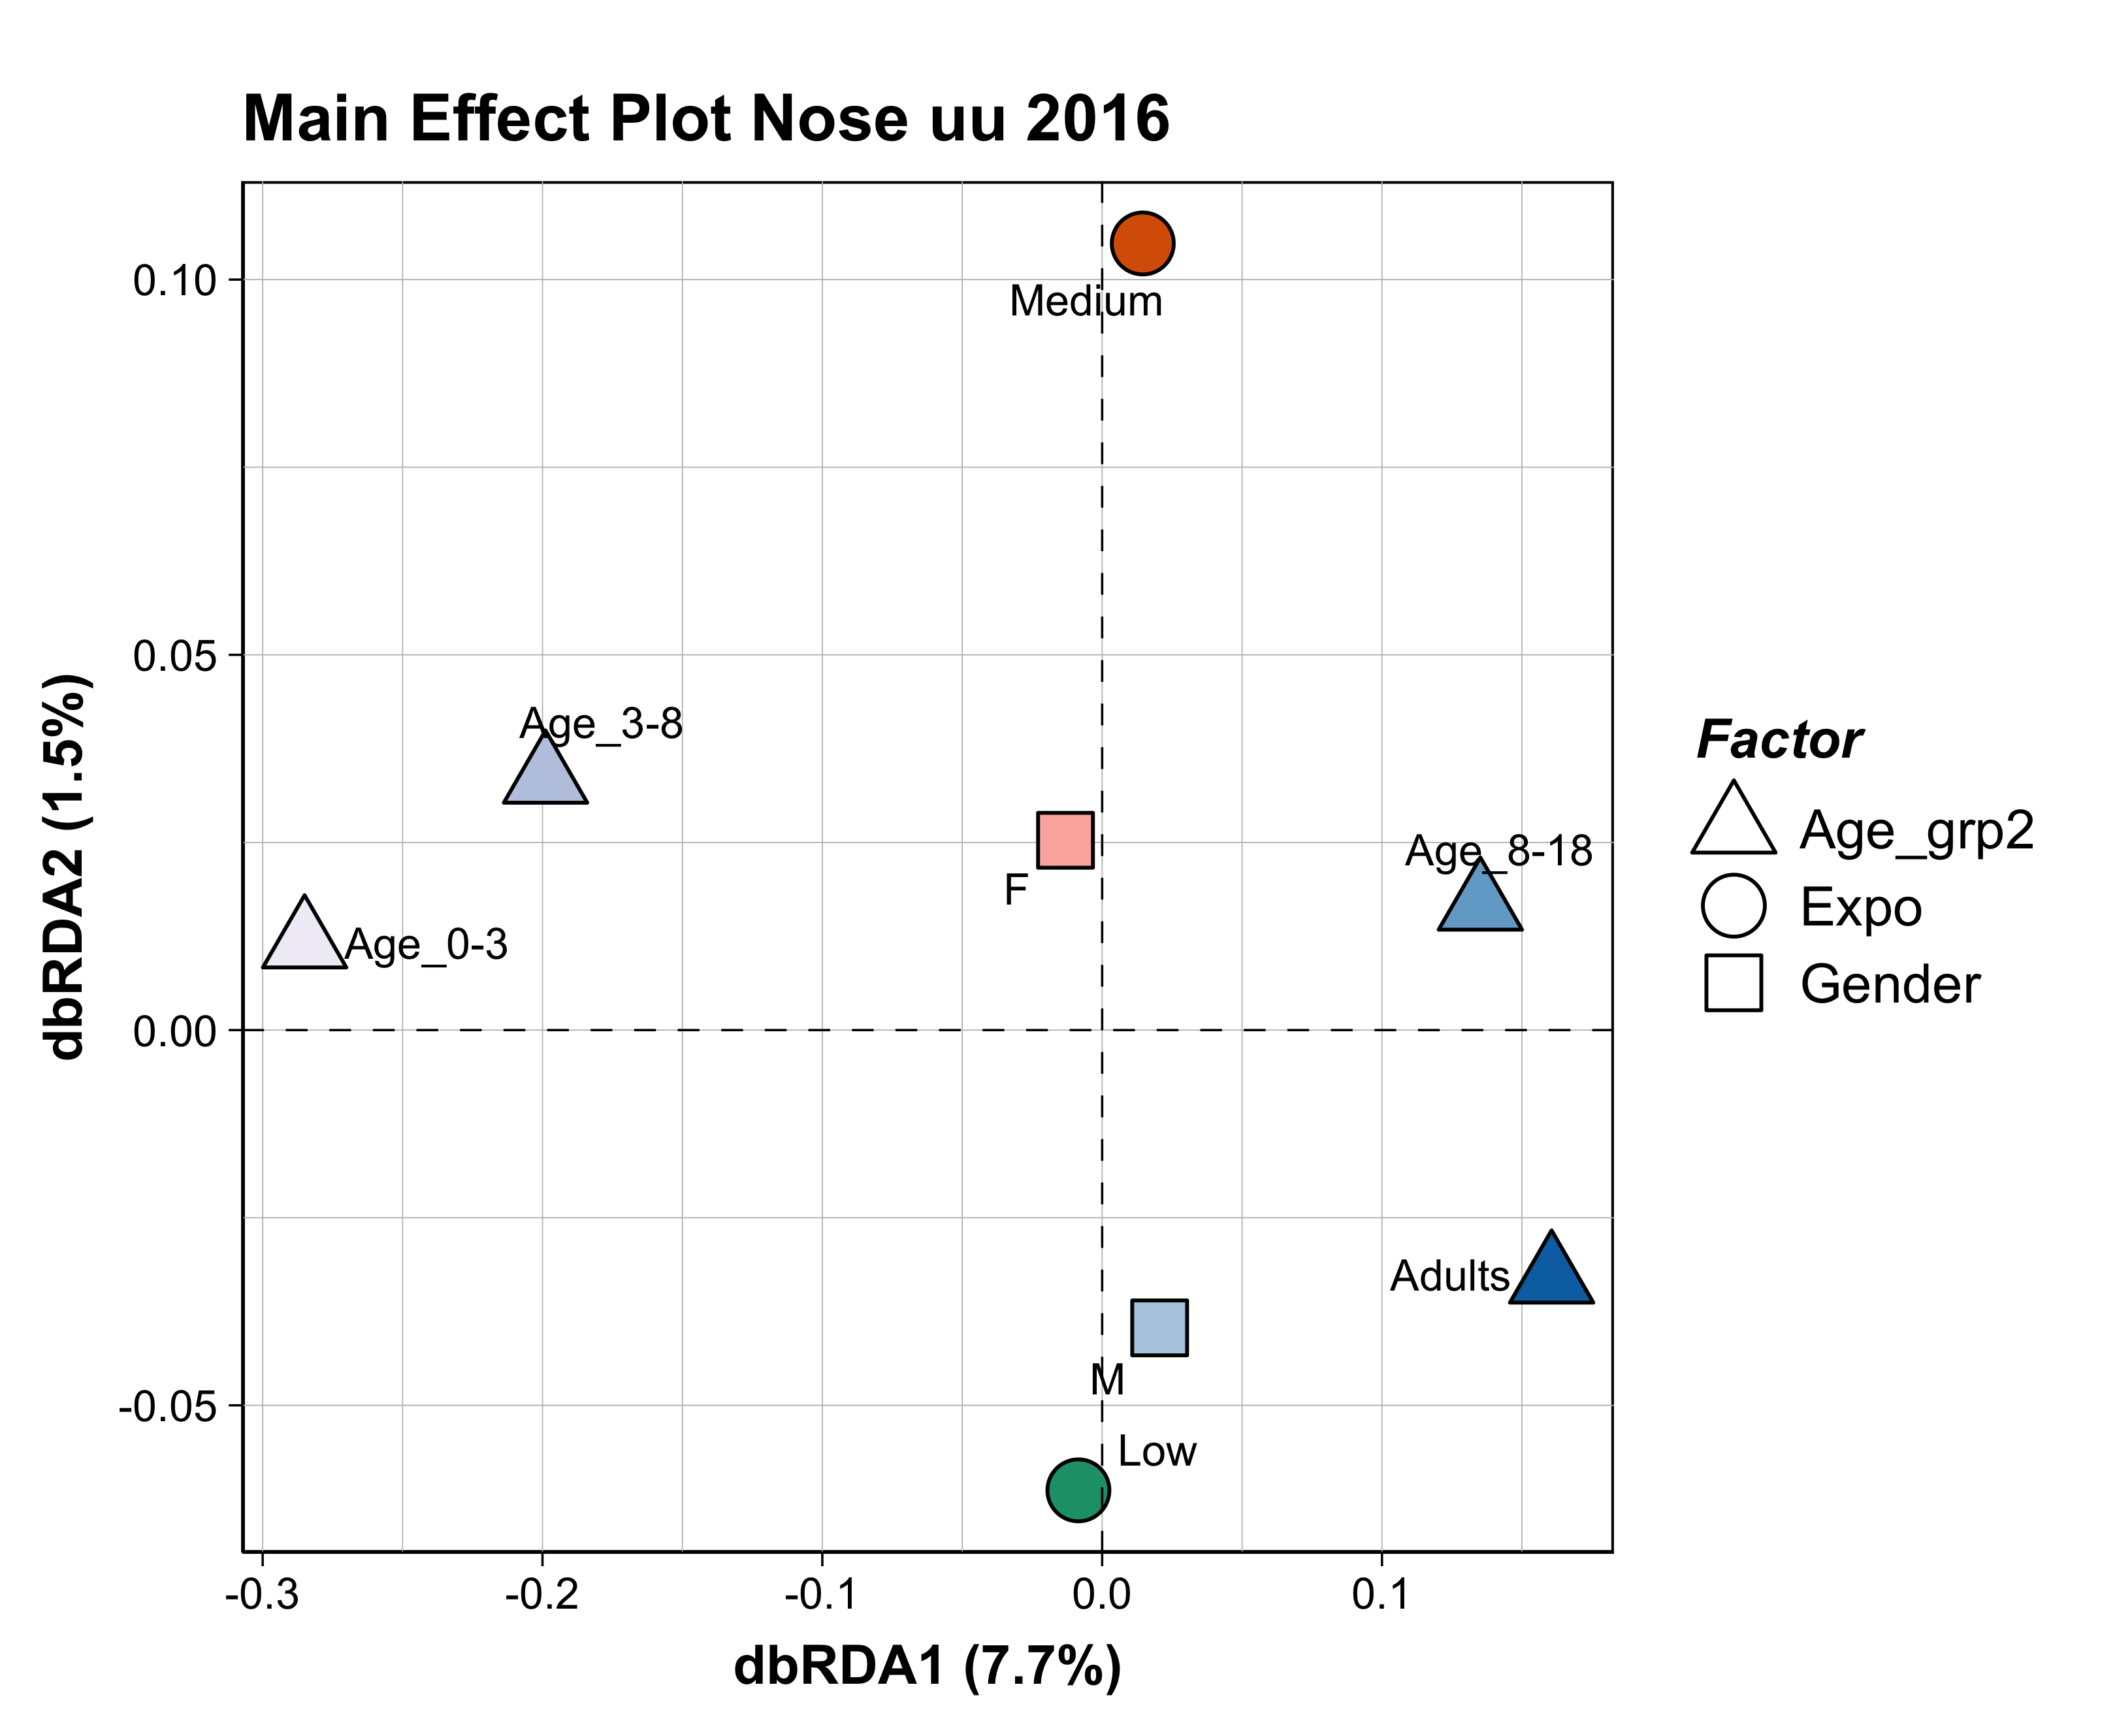 Main Effect Plot Nose uu 2016
0.10
0.05
0.00
-0.05
dbRDA2 (1.5%)
Medium
Age_3-8
F
Age_8-18
Age_0-3
Adults
M
Low
-0.3
-0.2
-0.1
0.0
0.1
dbRDA1 (7.7%)
Factor
Age_grp2
Expo
Gender